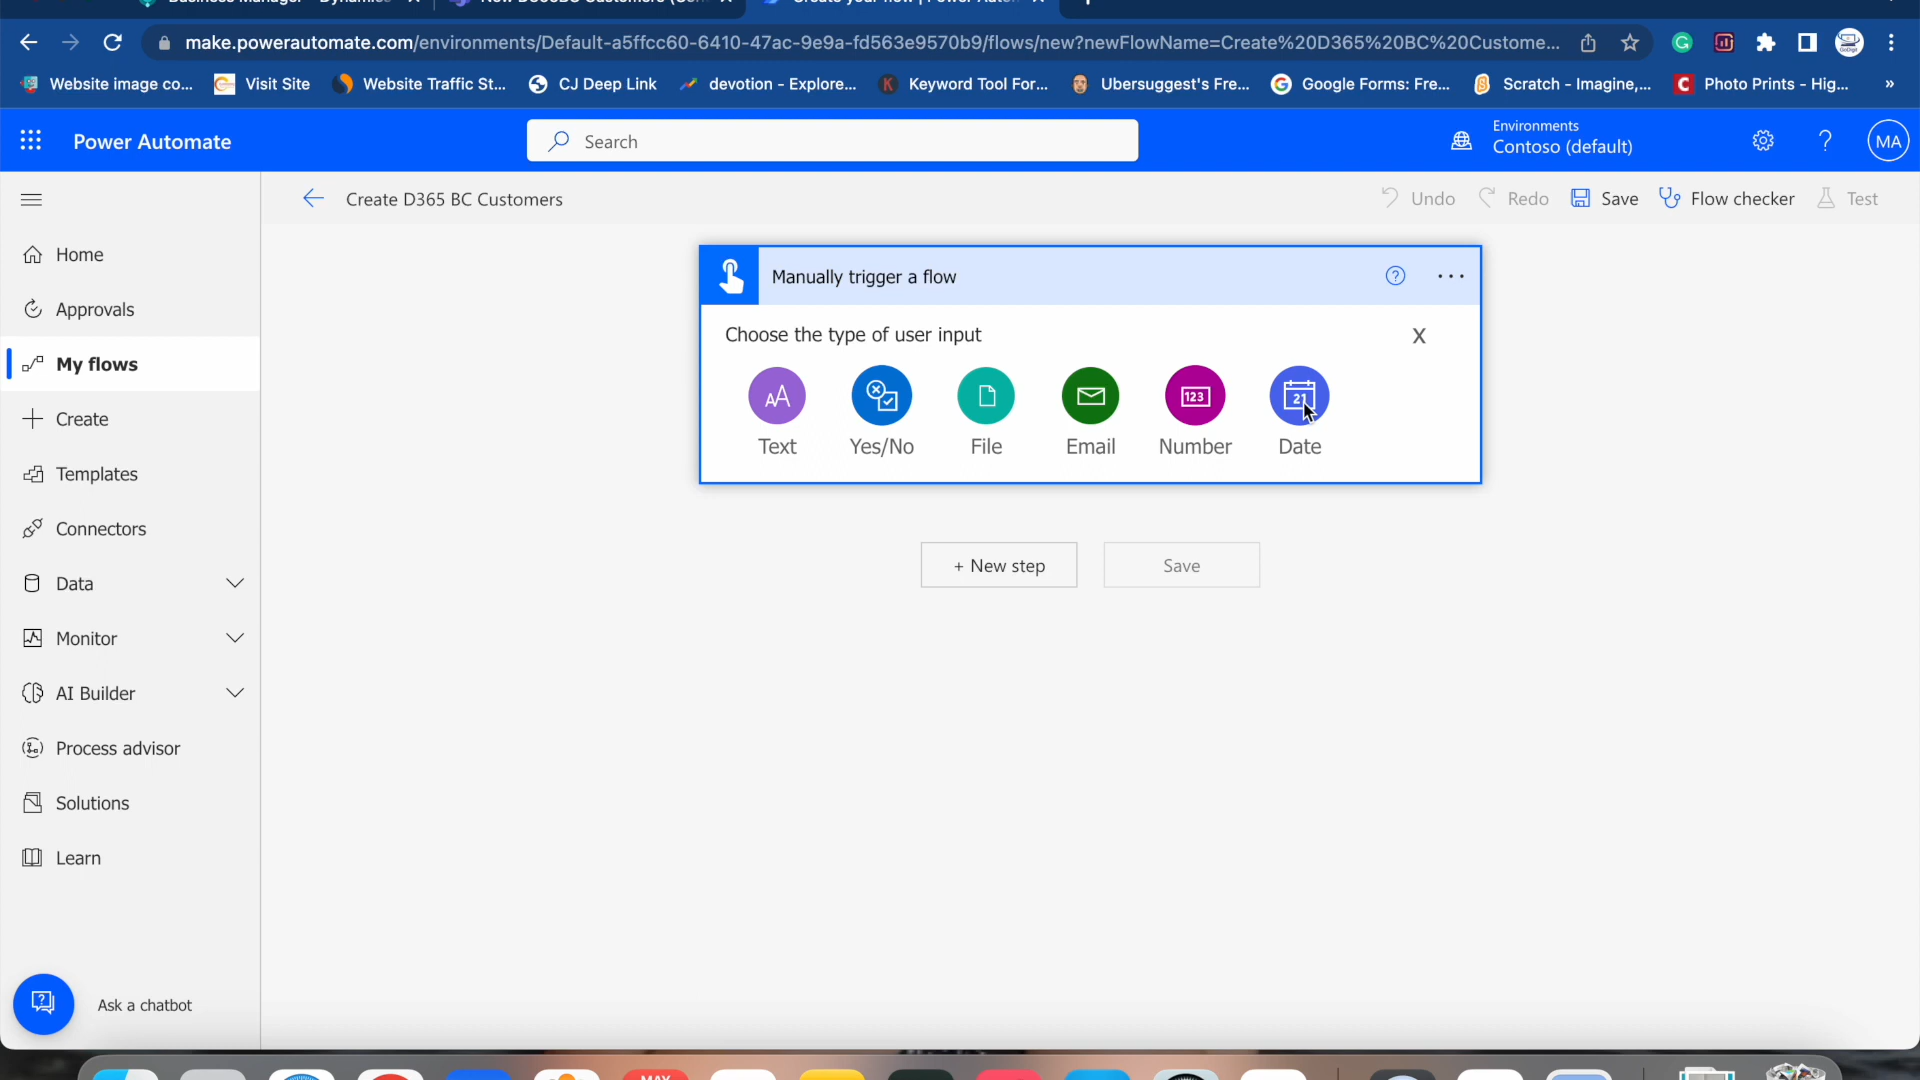 make.powerautomate.com/environments/Default-a5ffcc60-6410-47ac-9e9a-fd563e9570b9/flows/new?newFlowName=Create%20D365%20BC%20Custome...
Website image co...
Visit Site
Website Traffic St...
CJ Deep Link
devotion - Explore...
Keyword Tool For...
Ubersuggest's Fre...
Google Forms: Fre...
Scratch - Imagine,...
Photo Prints - Hig...
»
Power Automate
Search
Environments
Contoso (default)
MA
Create D365 BC Customers
Undo
Redo
Save
Flow checker
Test
Home
Approvals
My flows
Create
Templates
Connectors
Data
Monitor
AI Builder
Process advisor
Solutions
Learn
Ask a chatbot
Manually trigger a flow
Choose the type of user input
X
AA
123
21
Text
Yes/No
File
Email
Number
Date
+ New step
Save